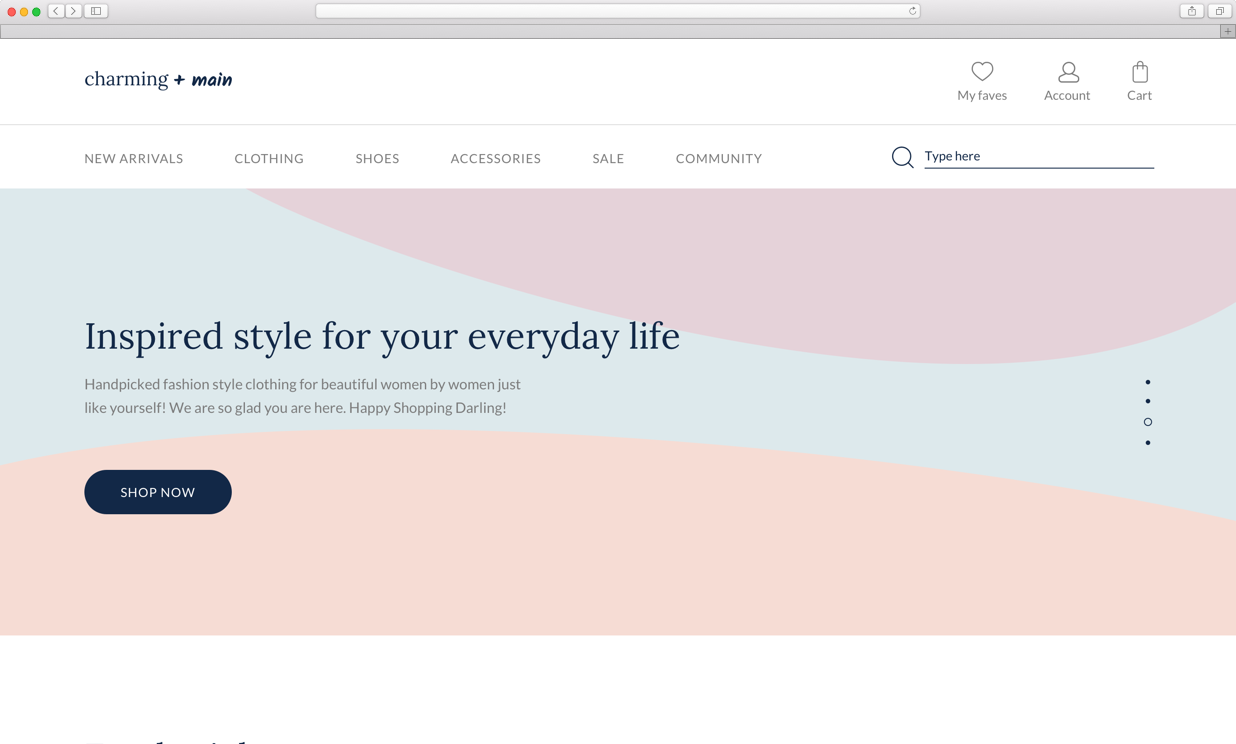 charming + main
My faves
Account
Cart
NEW ARRIVALS
CLOTHING
SHOES
ACCESSORIES
SALE
COMMUNITY
Type here
Inspired style for your everyday life
Handpicked fashion style clothing for beautiful women by women just
like yourself! We are so glad you are here. Happy Shopping Darling!
SHOP NOW